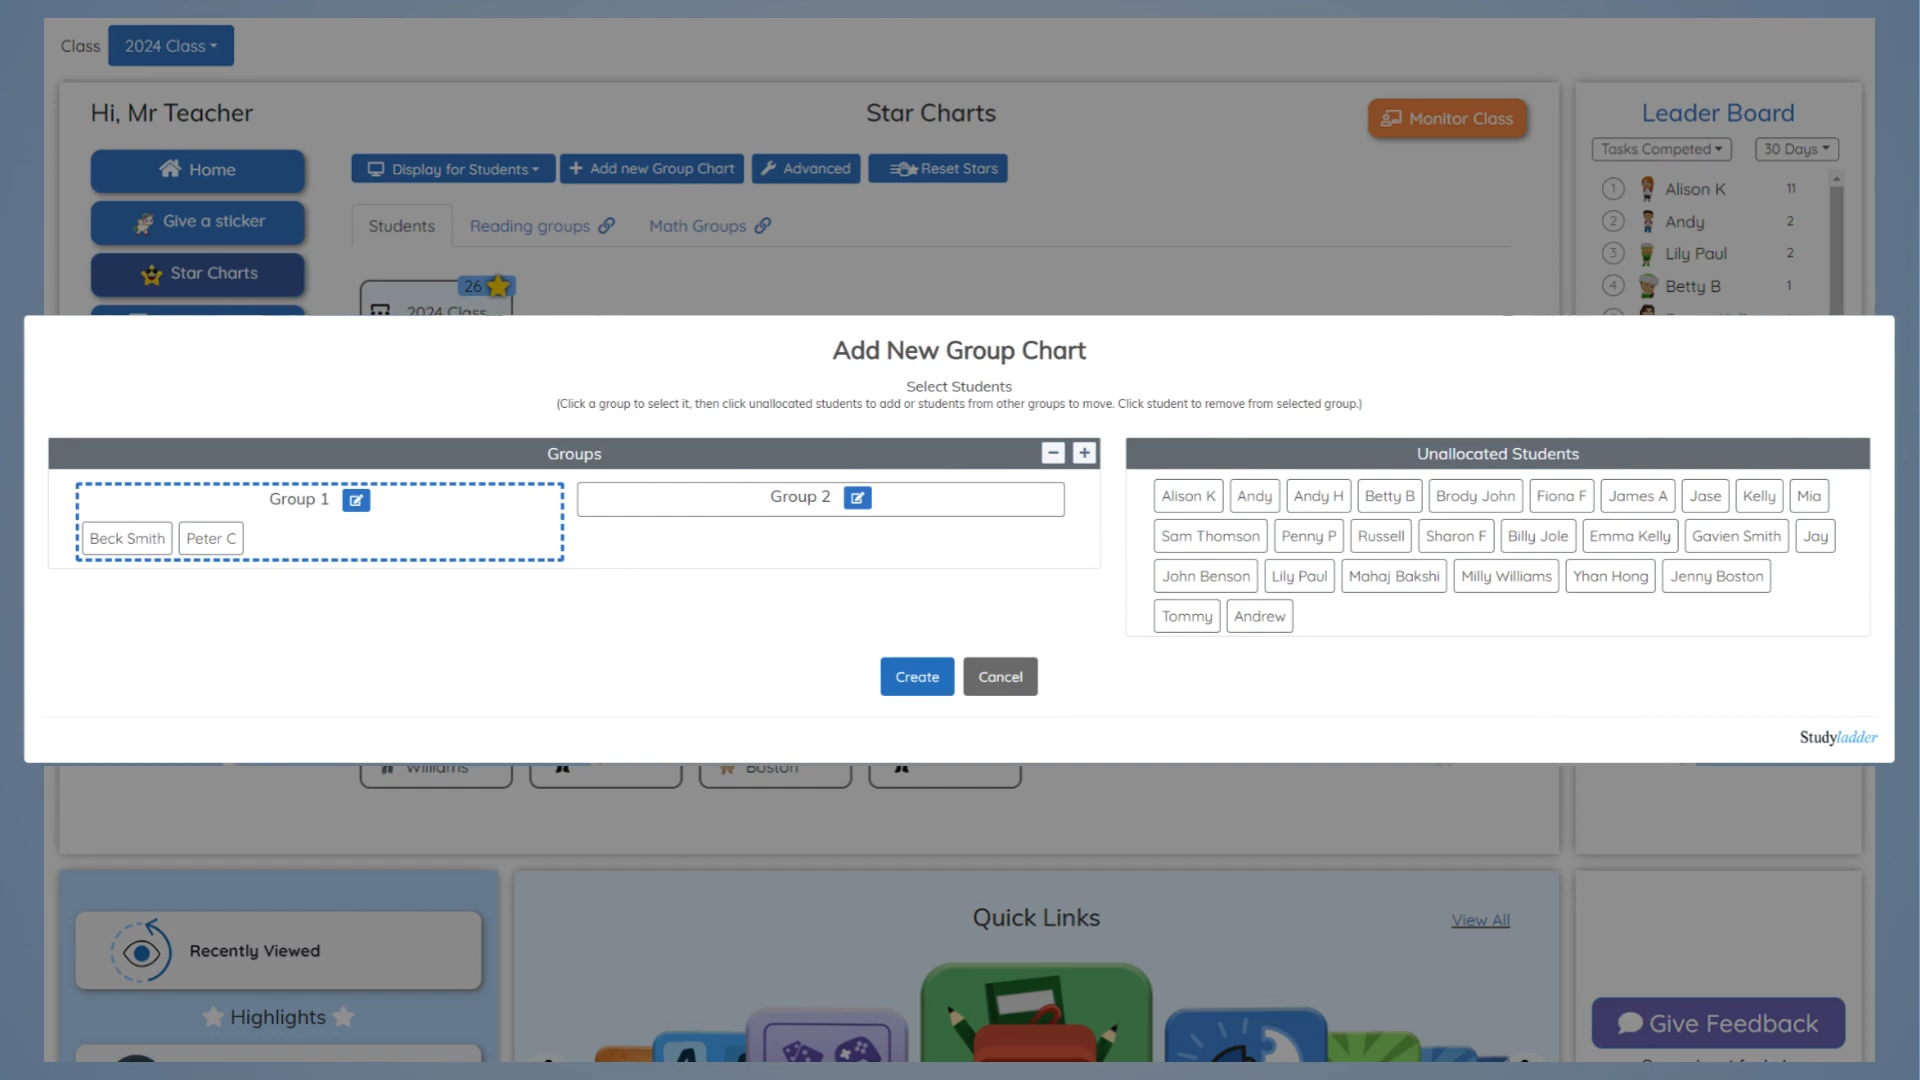 Class 2024 Class
Hi, Mr Teacher
Star Charts
Monitor Class
Leader Board
Tasks Competed 30 Days
Home
Give a sticker
Star Charts
Display for Students
Add new Group Chart
Advanced
Reset Stars
Students
Reading groups
Math Groups
26
2024 Class
1 Alison K 11
2 Andy 2
3 Lily Paul 2
4 Betty B 1
Add New Group Chart
Select Students
(Click a group to select it, then click unallocated students to add or students from other groups to move. Click student to remove from selected group.)
Groups
Group 1
Beck Smith Peter C
Group 2
Unallocated Students
Alison K Andy Andy H Betty B Brody John Fiona F James A Jase Kelly Mia
Sam Thomson Penny P Russell Sharon F Billy Jole Emma Kelly Gavien Smith Jay
John Benson Lily Paul Mahaj Bakshi Milly Williams Yhan Hong Jenny Boston
Tommy Andrew
Create Cancel
Studyladder
Williams Boston
Recently Viewed
Highlights
Quick Links
View All
Give Feedback